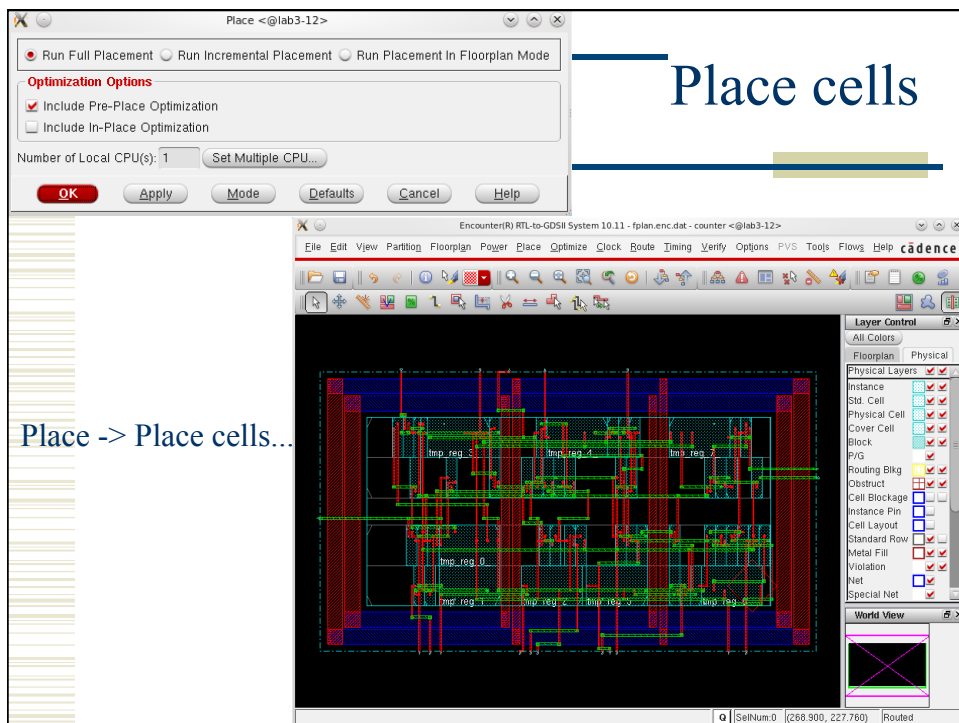 Place <@lab3-12>
Run Full Placement Run Incremental Placement Run Placement In Floorplan Mode
Optimization Options
Include Pre-Place Optimization
Include In-Place Optimization
Number of Local CPU(s): 1 Set Multiple CPU...
OK Apply Mode Defaults Cancel Help
Place cells
Place -> Place cells...
Encounter(R) RTL-to-GDSII System 10.11 - fplan.enc.dat - counter <@lab3-12>
File Edit View Partition Floorplan Power Place Optimize Clock Route Timing Verify Options PVS Tools Flows Help cādence
Layer Control
All Colors
Floorplan Physical
Physical Layers
Instance
Std. Cell
Physical Cell
Cover Cell
Block
P/G
Routing Blkg
Obstruct
Cell Blockage
Instance Pin
Cell Layout
Standard Row
Metal Fill
Violation
Net
Special Net
World View
tmp_reg_3
tmp_reg_4
tmp_reg_7
tmp_reg_0
tmp_reg_1
tmp_reg_2
Q SelNum:0 (268.900, 227.760) Routed